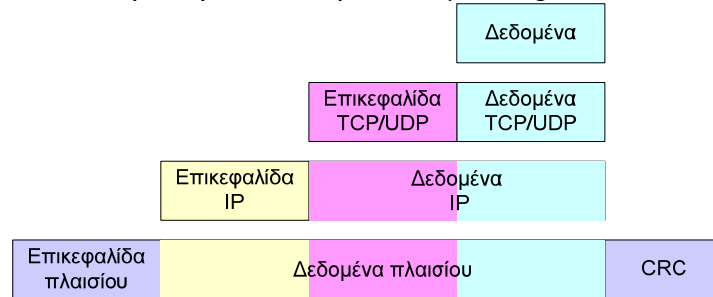 Δεδομένα
Επικεφαλίδα
TCP/UDP
Δεδομένα
TCP/UDP
Επικεφαλίδα
IP
Δεδομένα
IP
Επικεφαλίδα
πλαισίου
Δεδομένα πλαισίου
CRC